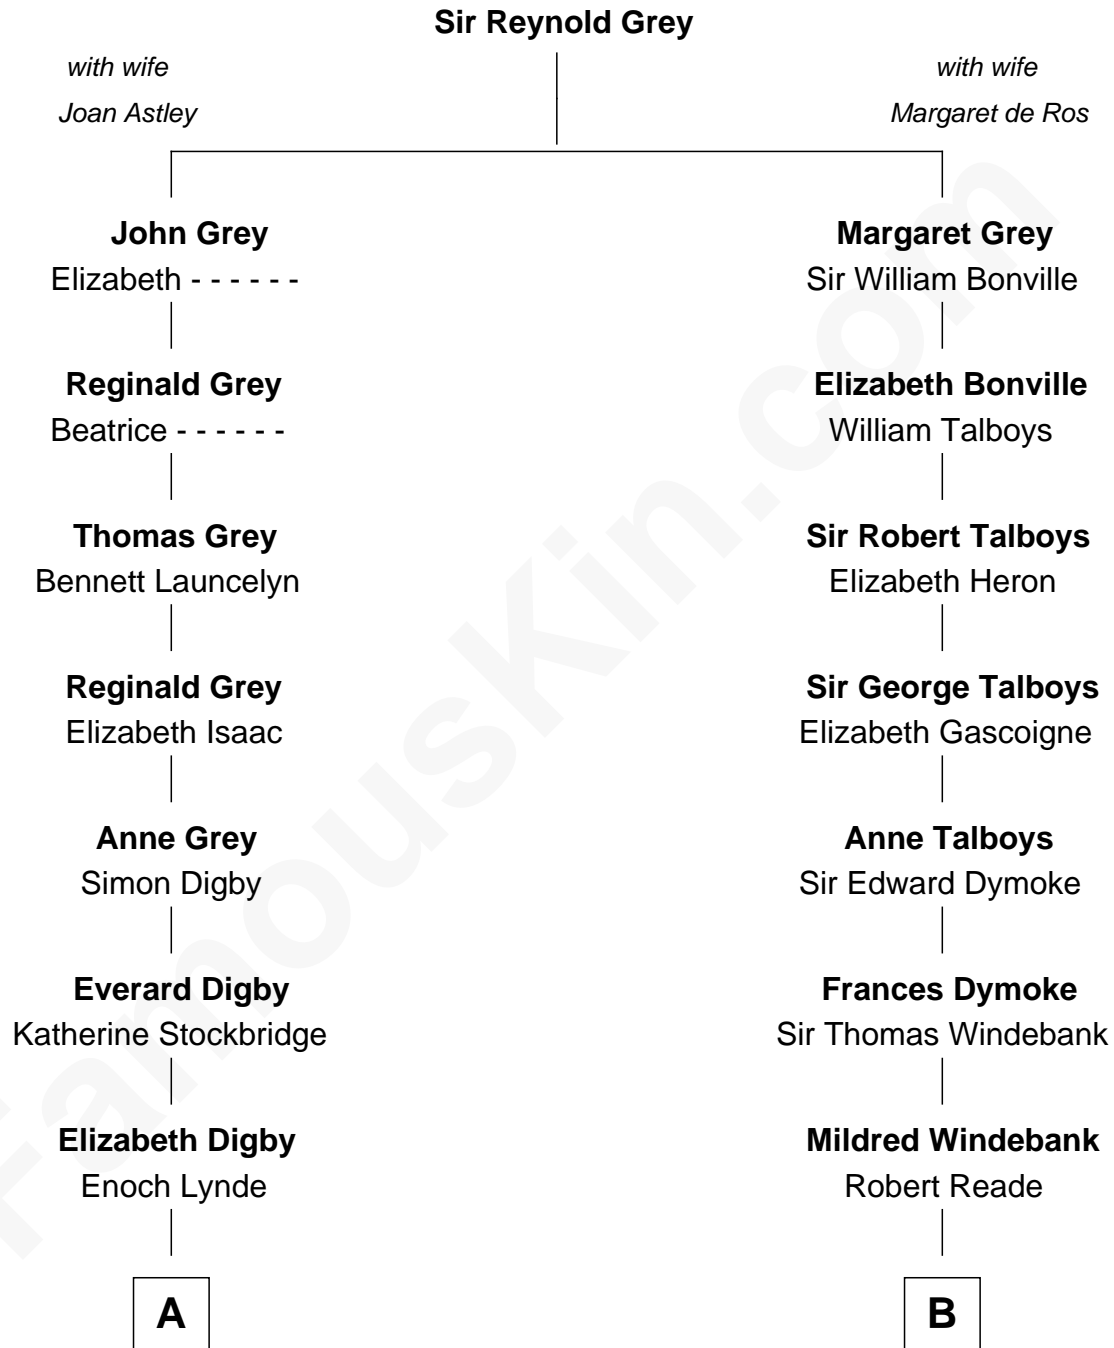 Sir Reynold Grey
with wife
Joan Astley
with wife
Margaret de Ros
John Grey
Elizabeth - - - - - -
Margaret Grey
Sir William Bonville
Reginald Grey
Beatrice - - - - - -
Elizabeth Bonville
William Talboys
Thomas Grey
Bennett Launcelyn
Sir Robert Talboys
Elizabeth Heron
Reginald Grey
Elizabeth Isaac
Sir George Talboys
Elizabeth Gascoigne
Anne Grey
Simon Digby
Anne Talboys
Sir Edward Dymoke
Everard Digby
Katherine Stockbridge
Frances Dymoke
Sir Thomas Windebank
Elizabeth Digby
Enoch Lynde
Mildred Windebank
Robert Reade
A
B
FamousKin.com